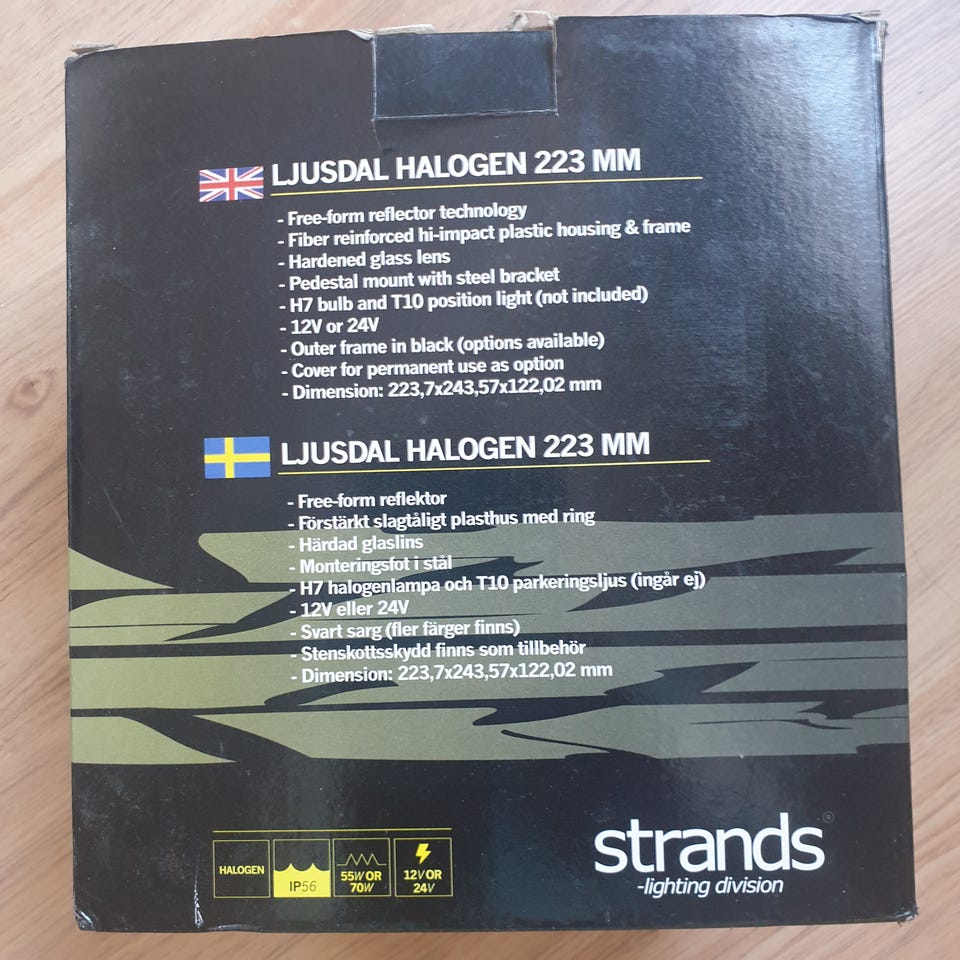 LJUSDAL HALOGEN 223 MM
- Free-form reflector technology
- Fiber reinforced hi-impact plastic housing & frame
- Hardened glass lens
- Pedestal mount with steel bracket
- H7 bulb and T10 position light (not included)
- 12V or 24V
- Outer frame in black (options available)
- Cover for permanent use as option
- Dimension: 223,7x243,57x122,02 mm
LJUSDAL HALOGEN 223 MM
- Free-form reflektor
- Förstärkt slagtåligt plasthus med ring
- Härdad glaslins
- Monteringsfot i stål
- H7 halogenlampa och T10 parkeringsljus (ingår ej)
- 12V eller 24V
- Svart sarg (fler färger finns)
- Stenskottsskydd finns som tillbehör
- Dimension: 223,7x243,57x122,02 mm
HALOGEN
IP56
55W OR
70W
12V OR
24V
strands®
-lighting division